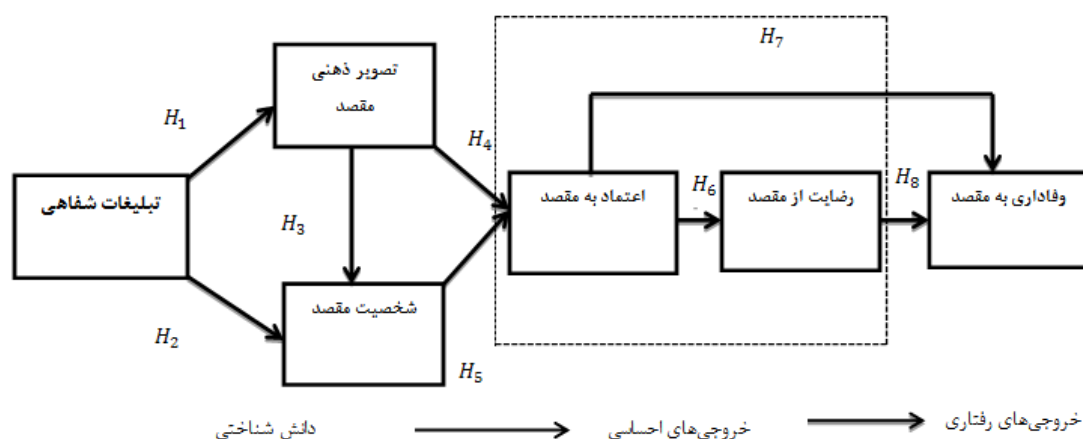 H7
تصویر ذهنی
مقصد
H1
H4
تبلیغات شفاهی
اعتماد به مقصد
H6
رضایت از مقصد
H8
وفاداری به مقصد
H3
شخصیت مقصد
H2
H5
دانش شناختی
خروجی‌های احساسی
خروجی‌های رفتاری